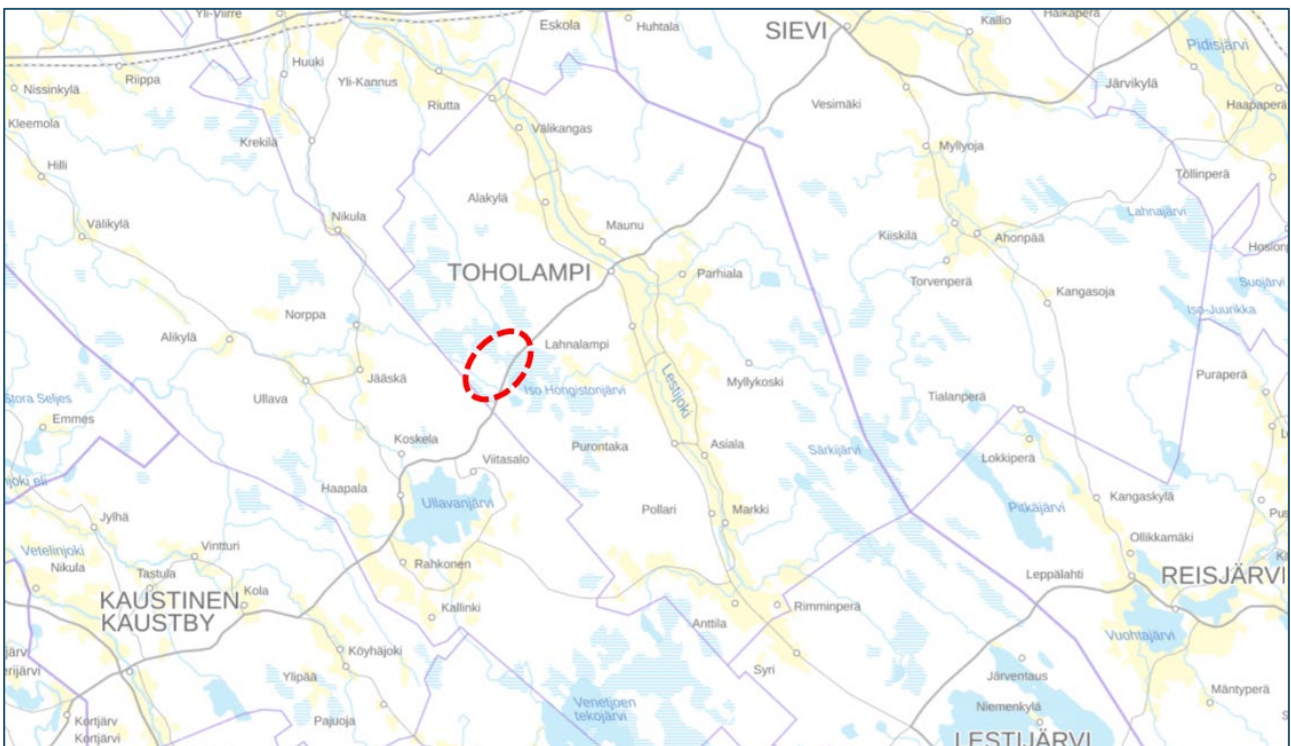 Yli-Viirre
Eskola
Huhtala
SIEVI
Kallio
Haikaperä
Pidisjärvi
Huuki
Riippa
Yli-Kannus
Järvikylä
Nissinkylä
Riutta
Vesimäki
Haapaperä
Kleemola
Välikangas
Krekilä
Myllyoja
Hilli
Töllinperä
Alakylä
Nikula
Välikylä
Maunu
Lahnajärvi
Kiiskilä
Ahonpää
TOHOLAMPI
Parhiala
Torvenperä
Suojärvi
Kangasoja
Norppa
Iso-Juurikka
Alikylä
Lahnalampi
Jääskä
Myllykoski
Puraperä
Lestijoki
Iso Hongistonjärvi
Ullava
Stora Seljes
Tialanperä
Emmes
Koskela
Purontaka
Asiala
Särkijärvi
Viitasalo
Lokkiperä
Haapala
Ullavanjärvi
Kangaskylä
Pollari
Markki
Pitkäjärvi
Jylhä
Ollikkamäki
Vetelinjoki
Vintturi
Nikula
Tastula
Rahkonen
Leppälahti
REISJÄRVI
KAUSTINEN
KAUSTBY
Kola
Kallinki
Anttila
Rimminperä
Vuohtajärvi
Köyhäjoki
Syri
Järventaus
Ylipää
Mäntyperä
Venetjoen
tekojärvi
Niemenkylä
Kortjärv
Kortjärvi
Pajuoja
LESTIJÄRVI